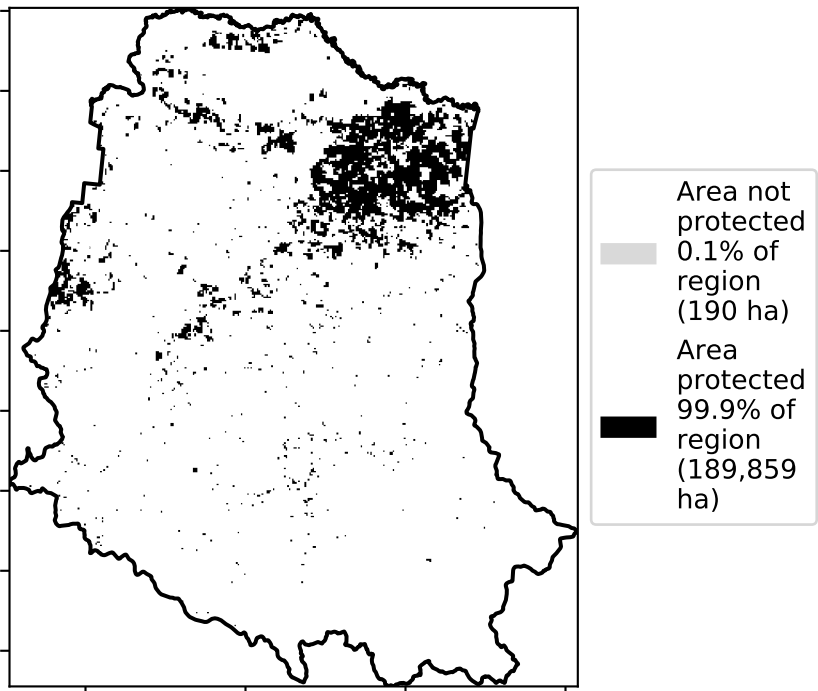 Area not
protected
0.1% of
region
(190 ha)
Area
protected
99.9% of
region
(189,859
ha)